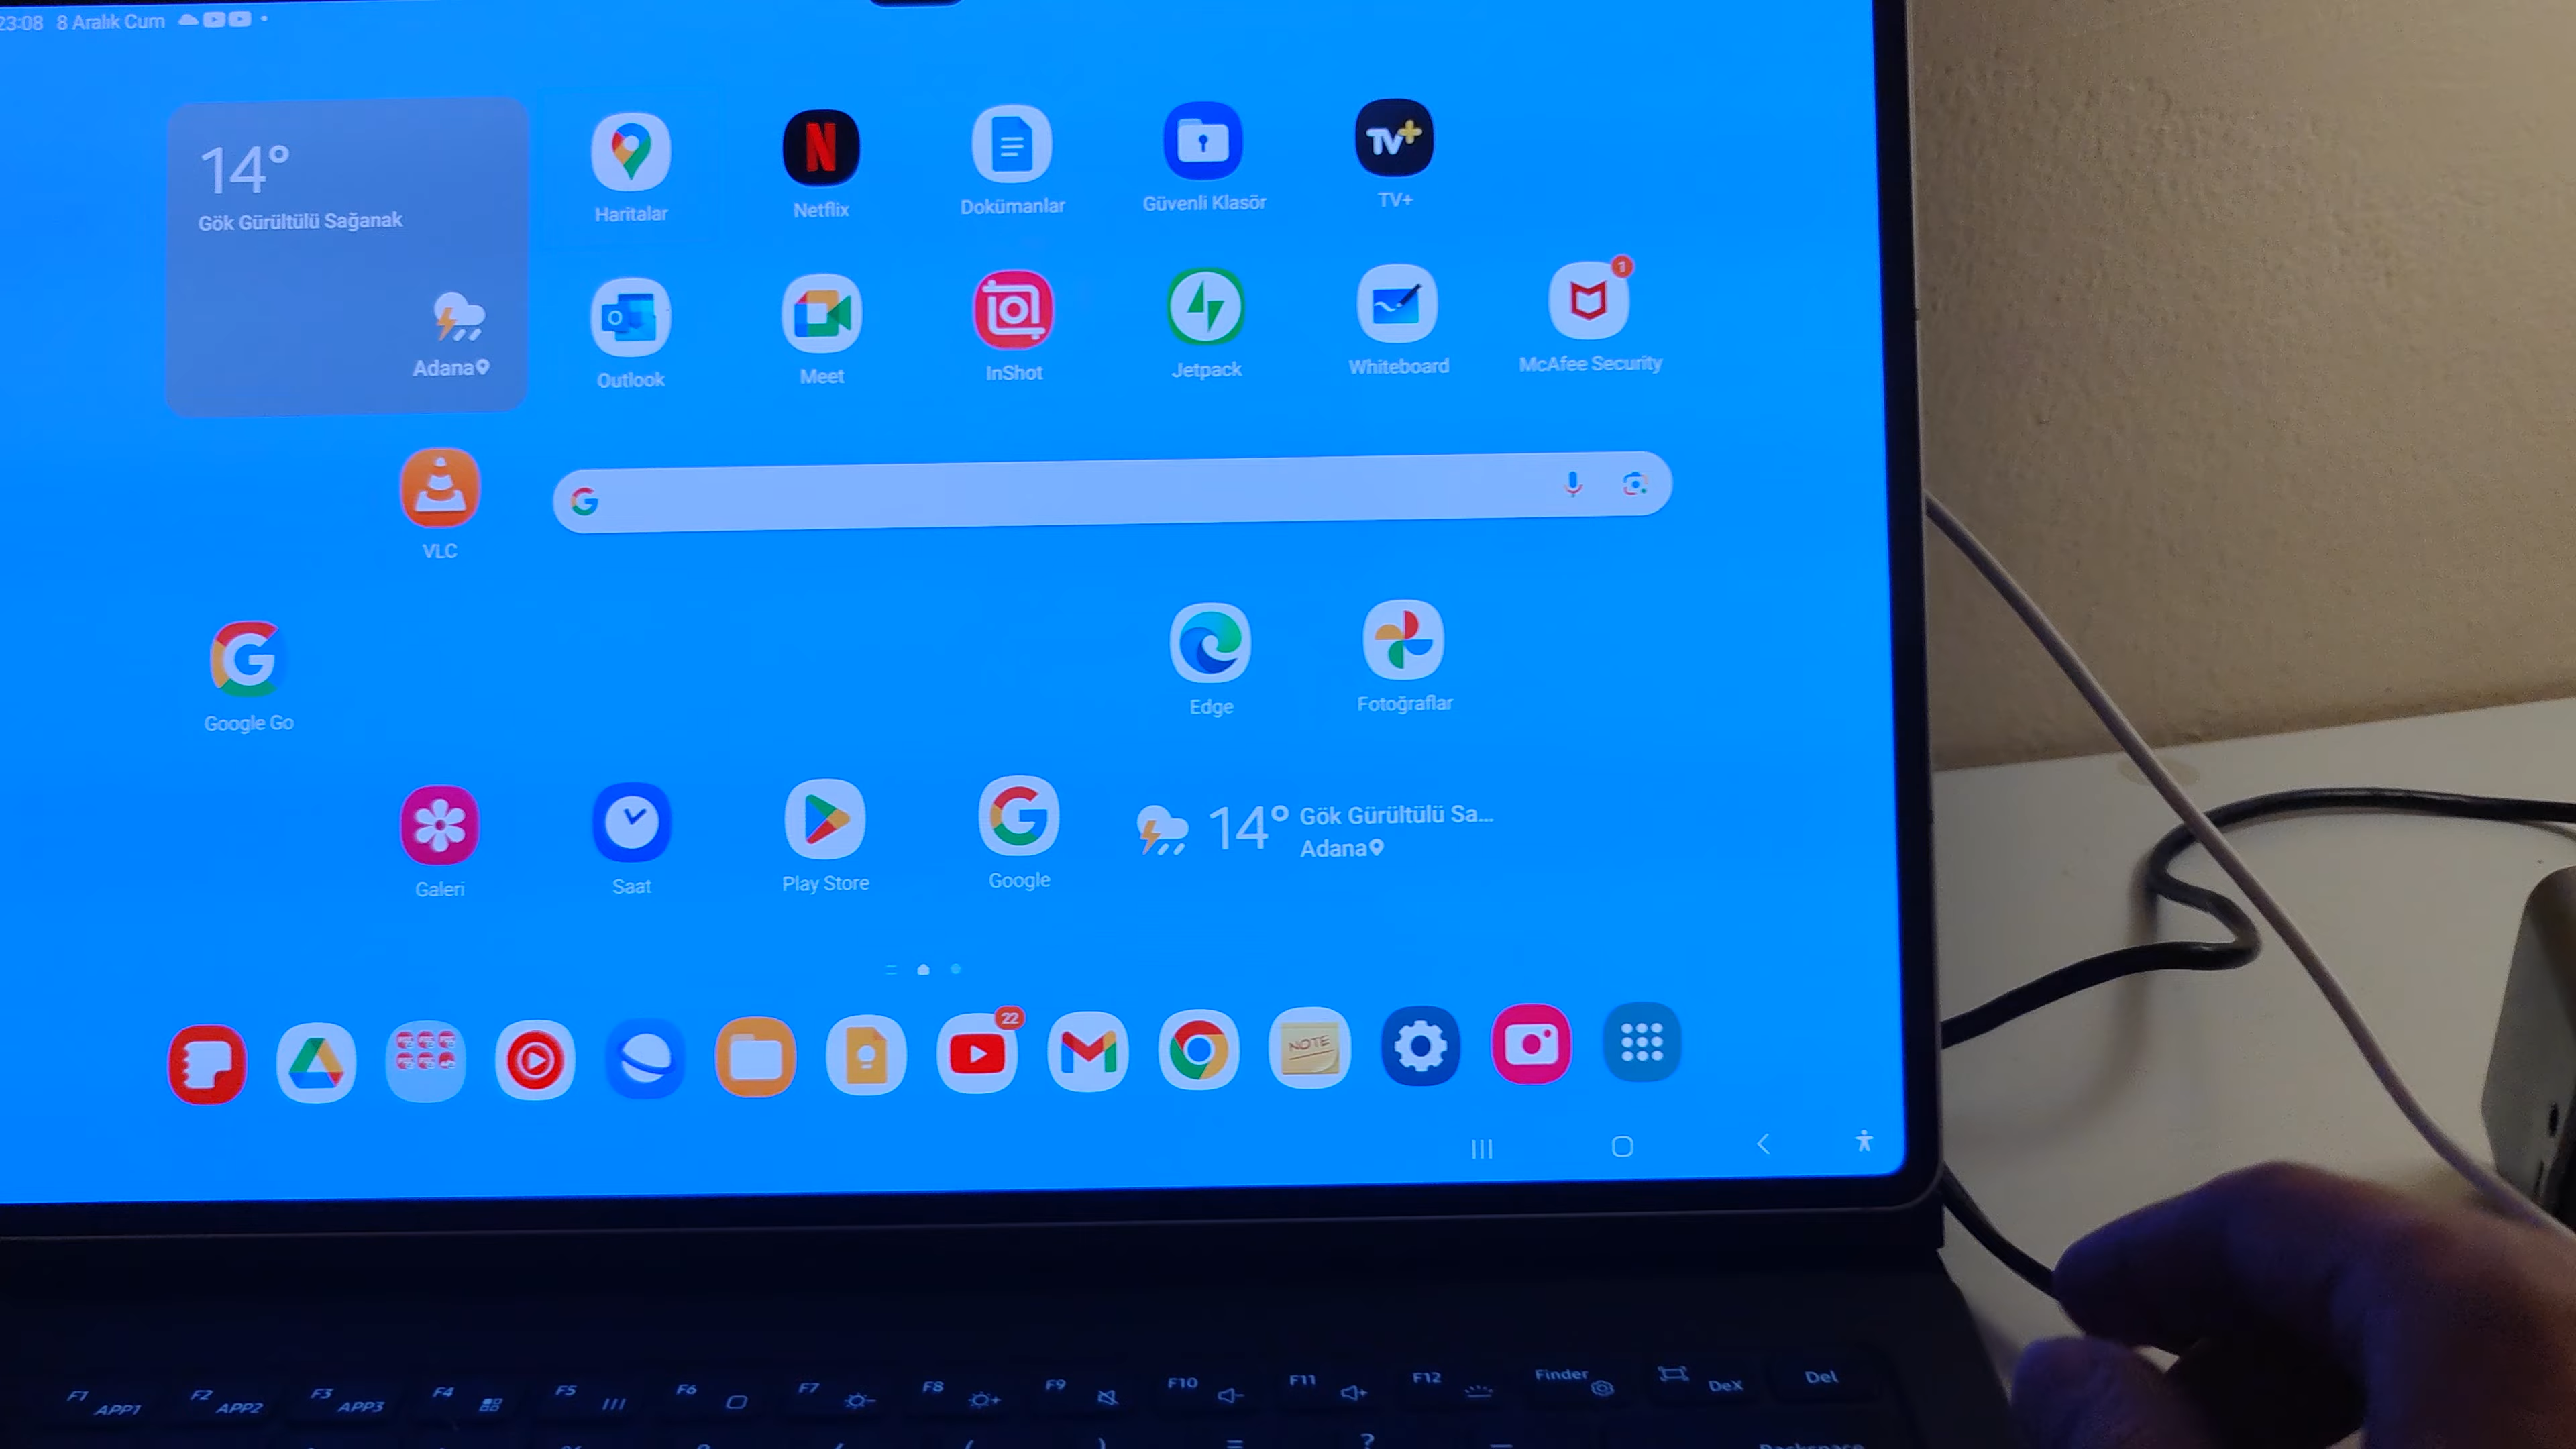 23:08 8 Aralık Cum
14°
Gök Gürültülü Sağanak
Adana
Haritalar
Netflix
Dokümanlar
Güvenli Klasör
TV+
TV+
Outlook
Meet
InShot
Jetpack
Whiteboard
1
McAfee Security
VLC
Google Go
Edge
Fotoğraflar
Galeri
Saat
Play Store
Google
14° Gök Gürültülü Sa...
Adana
22
NOTE
F1 APP1
F2 APP2
F3 APP3
F4
F5
F6
F7
F8
F9
F10
F11
F12
Finder
DeX
Del